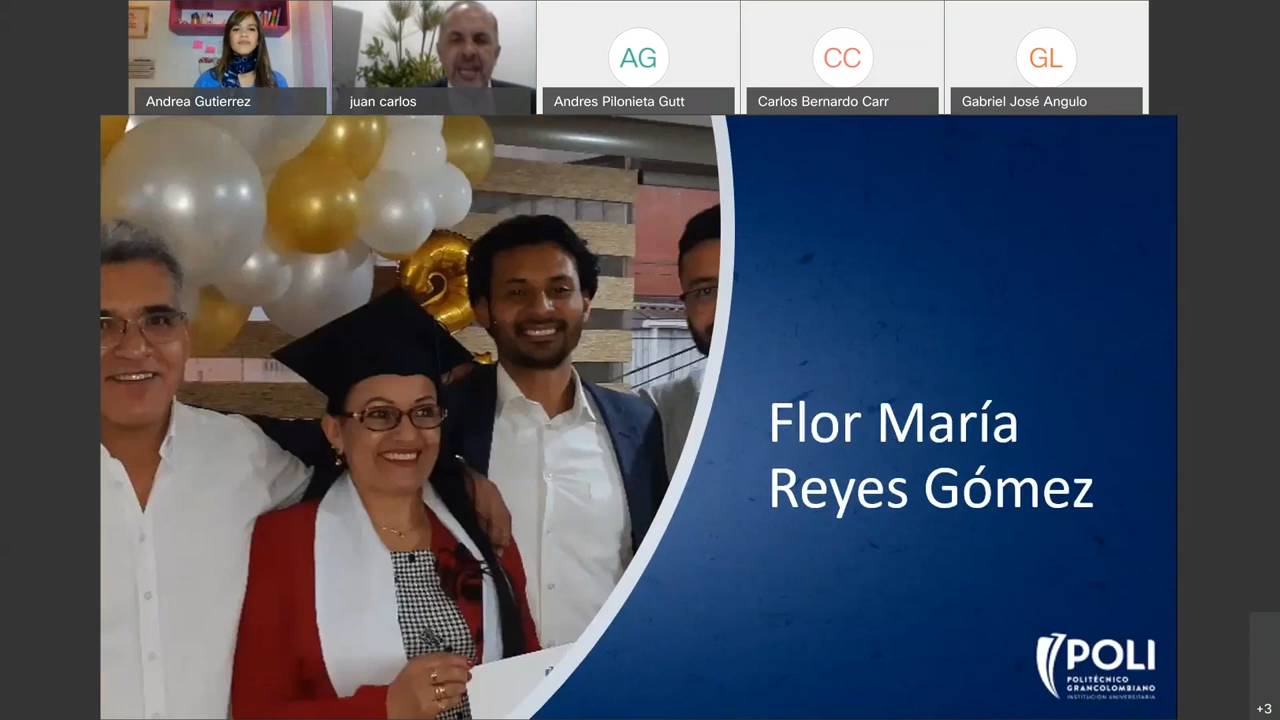 AG
CC
GL
Andrea Gutierrez
juan carlos
Andres Pilonieta Gutt
Carlos Bernardo Carr
Gabriel José Angulo
Flor María
Reyes Gómez
POLI
POLITÉCNICO
GRANCOLOMBIANO
INSTITUCIÓN UNIVERSITARIA
+3